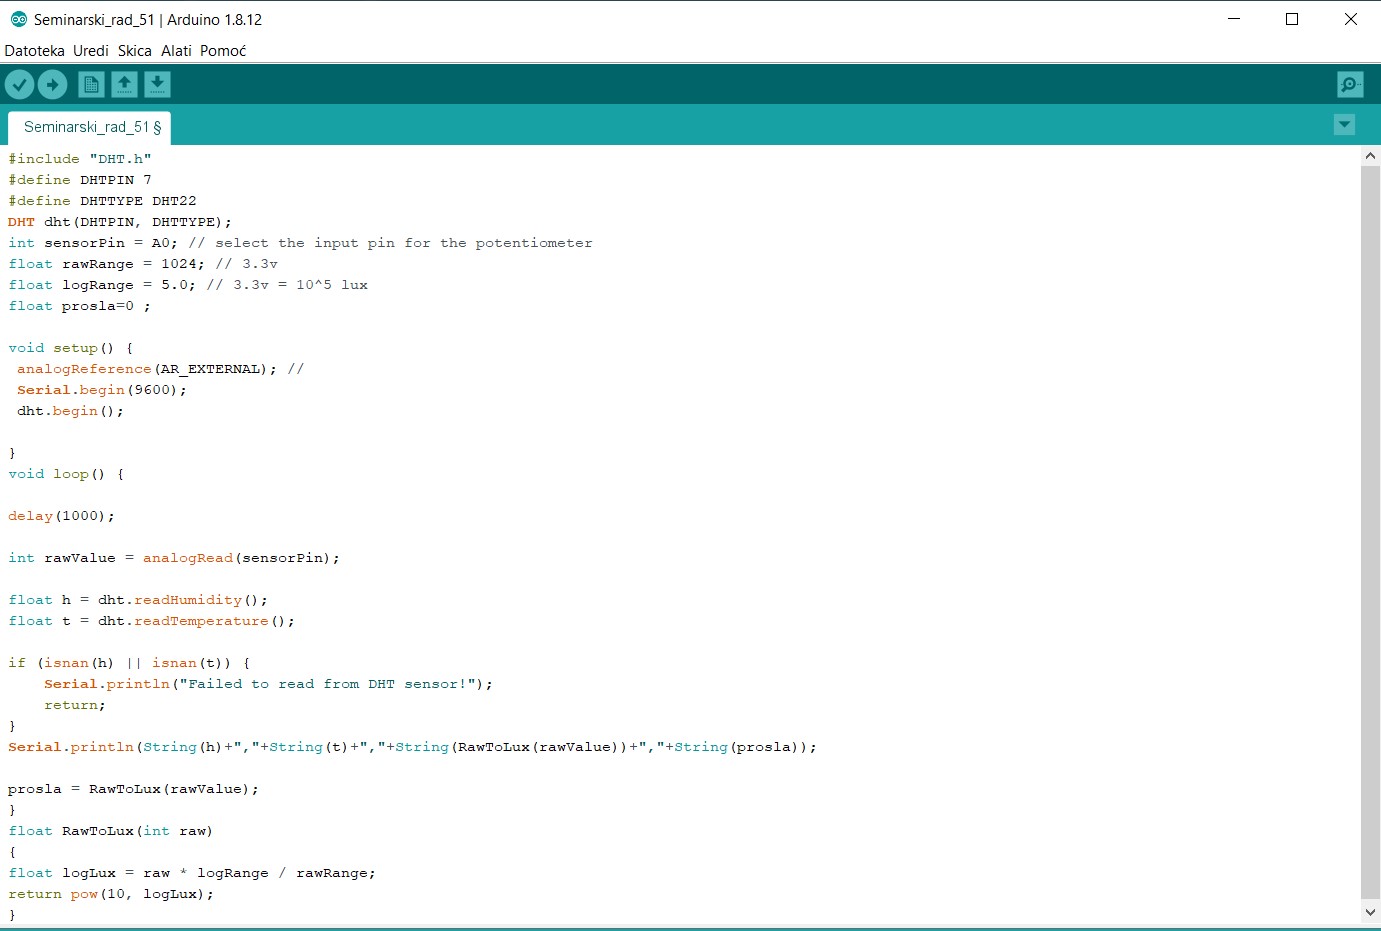 Seminarski_rad_51 | Arduino 1.8.12
Datoteka Uredi Skica Alati Pomoć
Seminarski_rad_51 §
#include "DHT.h"
#define DHTPIN 7
#define DHTTYPE DHT22
DHT dht(DHTPIN, DHTTYPE);
int sensorPin = A0; // select the input pin for the potentiometer
float rawRange = 1024; // 3.3v
float logRange = 5.0; // 3.3v = 10^5 lux
float prosla=0 ;
void setup() {
analogReference(AR_EXTERNAL); //
Serial.begin(9600);
dht.begin();
}
void loop() {
delay(1000);
int rawValue = analogRead(sensorPin);
float h = dht.readHumidity();
float t = dht.readTemperature();
if (isnan(h) || isnan(t)) {
Serial.println("Failed to read from DHT sensor!");
return;
}
Serial.println(String(h)+","+String(t)+","+String(RawToLux(rawValue))+","+String(prosla));
prosla = RawToLux(rawValue);
}
float RawToLux(int raw)
{
float logLux = raw * logRange / rawRange;
return pow(10, logLux);
}